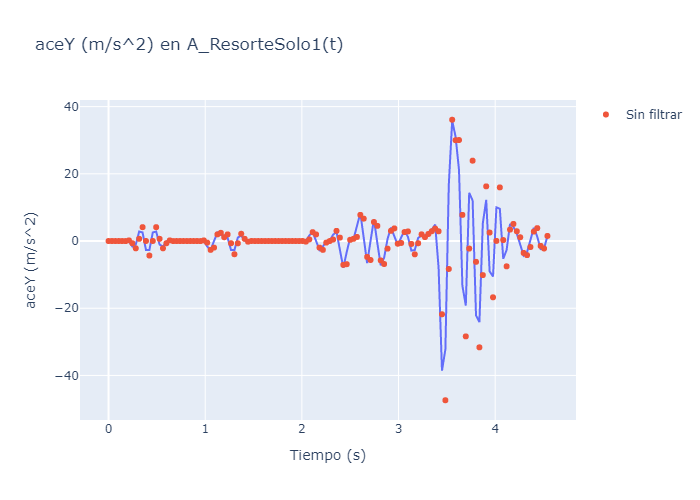 aceY (m/s^2) en A_ResorteSolo1(t)
Sin filtrar
40
20
0
−20
−40
aceY (m/s^2)
0 1 2 3 4
Tiempo (s)